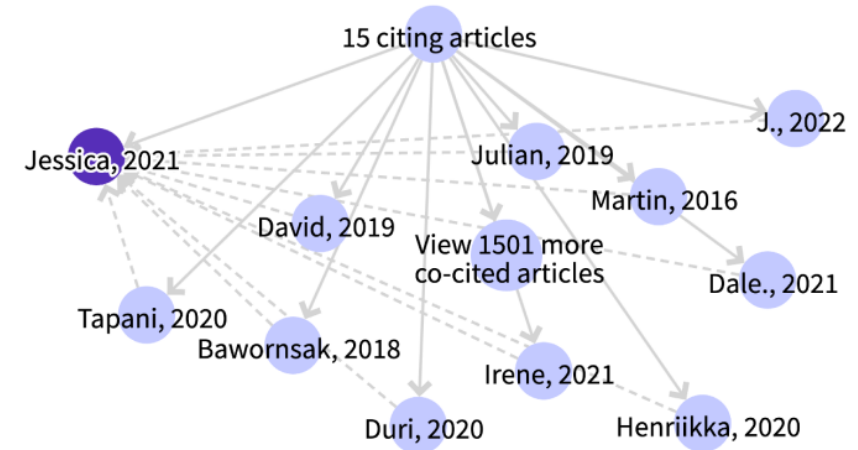 15 citing articles
J., 2022
Jessica, 2021
Julian, 2019
Martin, 2016
David, 2019
View 1501 more
co-cited articles
Dale., 2021
Tapani, 2020
Bawornsak, 2018
Irene, 2021
Duri, 2020
Henriikka, 2020